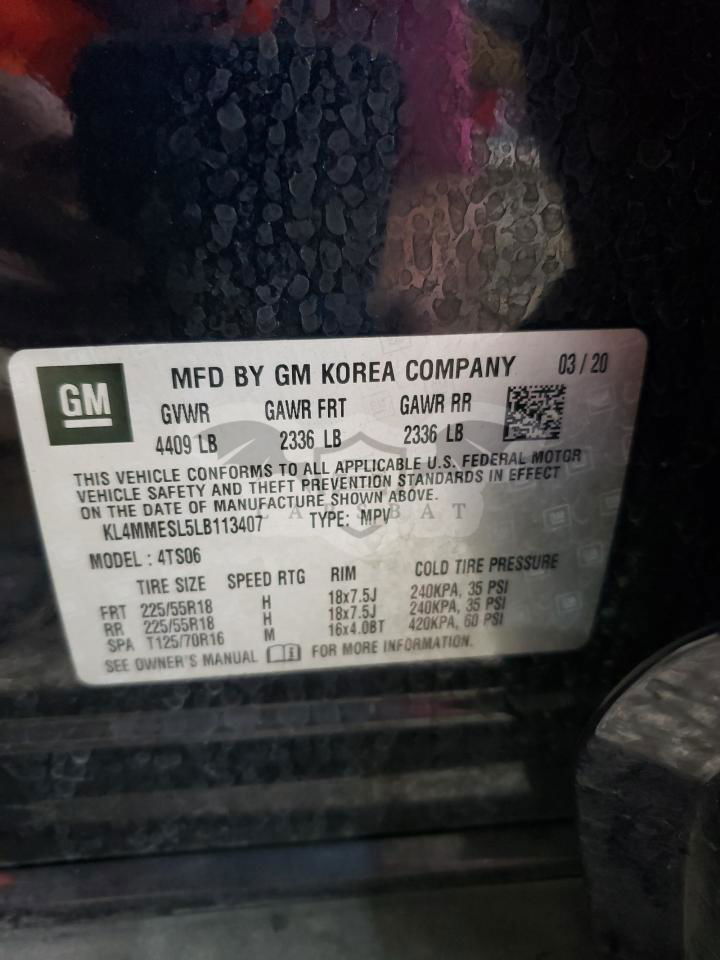 GM
MFD BY GM KOREA COMPANY 03 / 20
GVWR GAWR FRT GAWR RR
4409 LB 2336 LB 2336 LB
THIS VEHICLE CONFORMS TO ALL APPLICABLE U.S. FEDERAL MOTOR
VEHICLE SAFETY AND THEFT PREVENTION STANDARDS IN EFFECT
ON THE DATE OF MANUFACTURE SHOWN ABOVE.
CARSBAT
KL4MMESL5LB113407 TYPE: MPV
MODEL : 4TS06
TIRE SIZE SPEED RTG RIM COLD TIRE PRESSURE
FRT 225/55R18 H 18x7.5J 240KPA, 35 PSI
RR 225/55R18 H 18x7.5J 240KPA, 35 PSI
SPA T125/70R16 M 16x4.0BT 420KPA, 60 PSI
SEE OWNER'S MANUAL FOR MORE INFORMATION.